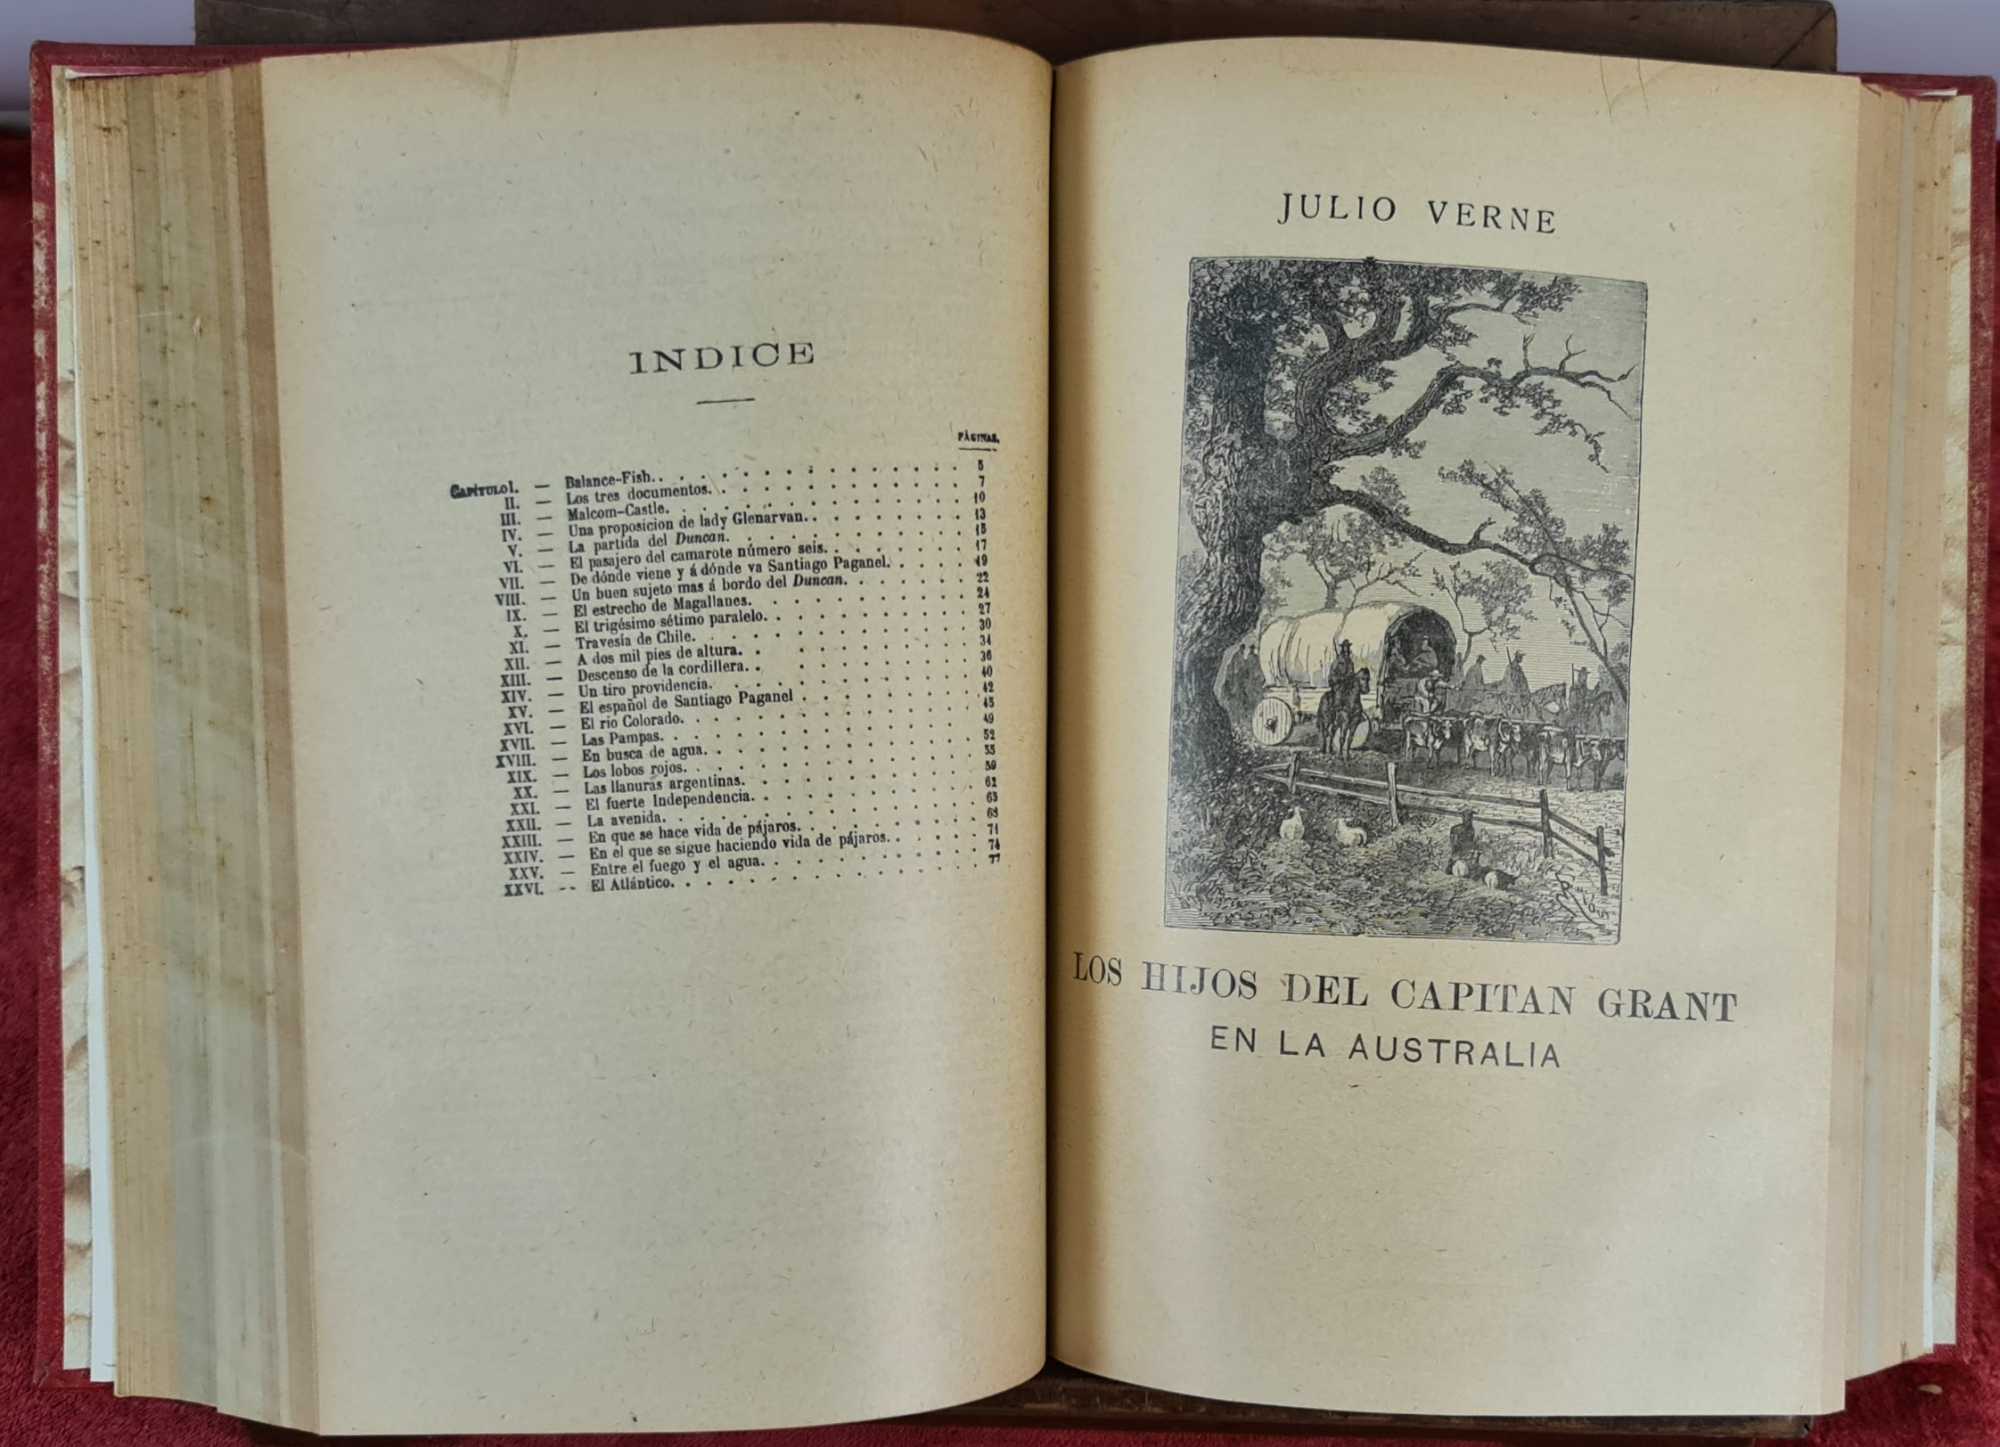 INDICE
PÁGINAS.
CAPÍTULO I. — Balance-Fish. 5
II. — Los tres documentos. 7
III. — Malcom-Castle. 10
IV. — Una proposicion de lady Glenarvan. 13
V. — La partida del Duncan. 15
VI. — El pasajero del camarote número seis. 17
VII. — De dónde viene y á dónde va Santiago Paganel. 19
VIII. — Un buen sujeto mas á bordo del Duncan. 22
IX. — El estrecho de Magallanes. 24
X. — El trigésimo sétimo paralelo. 27
XI. — Travesía de Chile. 30
XII. — A dos mil pies de altura. 34
XIII. — Descenso de la cordillera. 36
XIV. — Un tiro providencia. 40
XV. — El español de Santiago Paganel 42
XVI. — El rio Colorado. 45
XVII. — Las Pampas. 49
XVIII. — En busca de agua. 52
XIX. — Los lobos rojos. 55
XX. — Las llanuras argentinas. 59
XXI. — El fuerte Independencia. 62
XXII. — La avenida. 65
XXIII. — En que se hace vida de pájaros. 68
XXIV. — En el que se sigue haciendo vida de pájaros. 71
XXV. — Entre el fuego y el agua. 74
XXVI. -- El Atlántico. 77
JULIO VERNE
LOS HIJOS DEL CAPITAN GRANT
EN LA AUSTRALIA